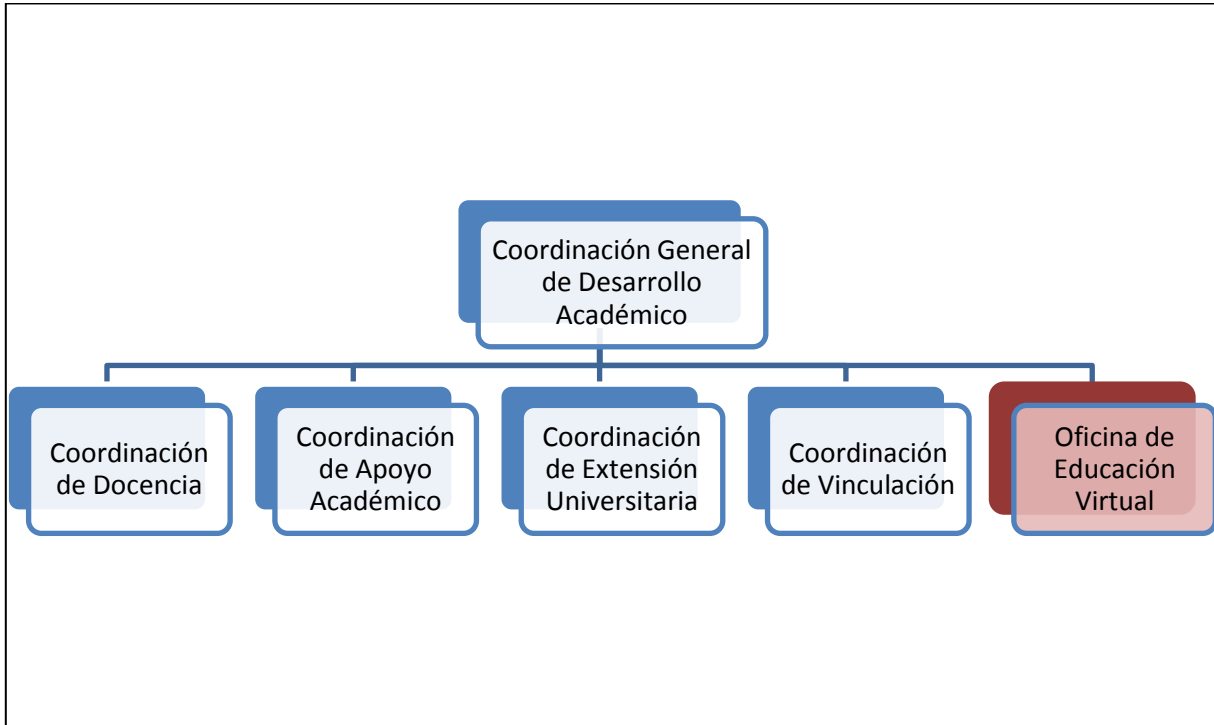 Coordinación General
de Desarrollo
Académico
Coordinación
de Docencia
Coordinación
de Apoyo
Académico
Coordinación
de Extensión
Universitaria
Coordinación
de Vinculación
Oficina de
Educación
Virtual